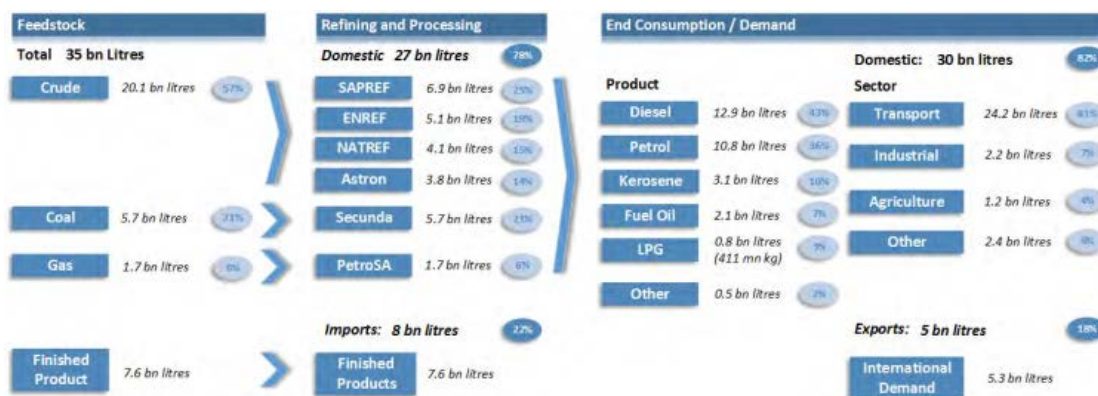 Feedstock
Total 35 bn Litres
Crude 20.1 bn litres 57%
Coal 5.7 bn litres 21%
Gas 1.7 bn litres 6%
Finished
Product
7.6 bn litres
Refining and Processing
Domestic 27 bn litres 78%
SAPREF 6.9 bn litres 25%
ENREF 5.1 bn litres 19%
NATREF 4.1 bn litres 15%
Astron 3.8 bn litres 14%
Secunda 5.7 bn litres 21%
PetroSA 1.7 bn litres 6%
Imports: 8 bn litres 22%
Finished
Products
7.6 bn litres
End Consumption / Demand
Product
Diesel 12.9 bn litres 43%
Petrol 10.8 bn litres 36%
Kerosene 3.1 bn litres 10%
Fuel Oil 2.1 bn litres 7%
LPG 0.8 bn litres
(411 mn kg)
Other 0.5 bn litres 2%
Domestic: 30 bn litres 82%
Sector
Transport 24.2 bn litres 81%
Industrial 2.2 bn litres 7%
Agriculture 1.2 bn litres 4%
Other 2.4 bn litres 8%
Exports: 5 bn litres 18%
International
Demand
5.3 bn litres